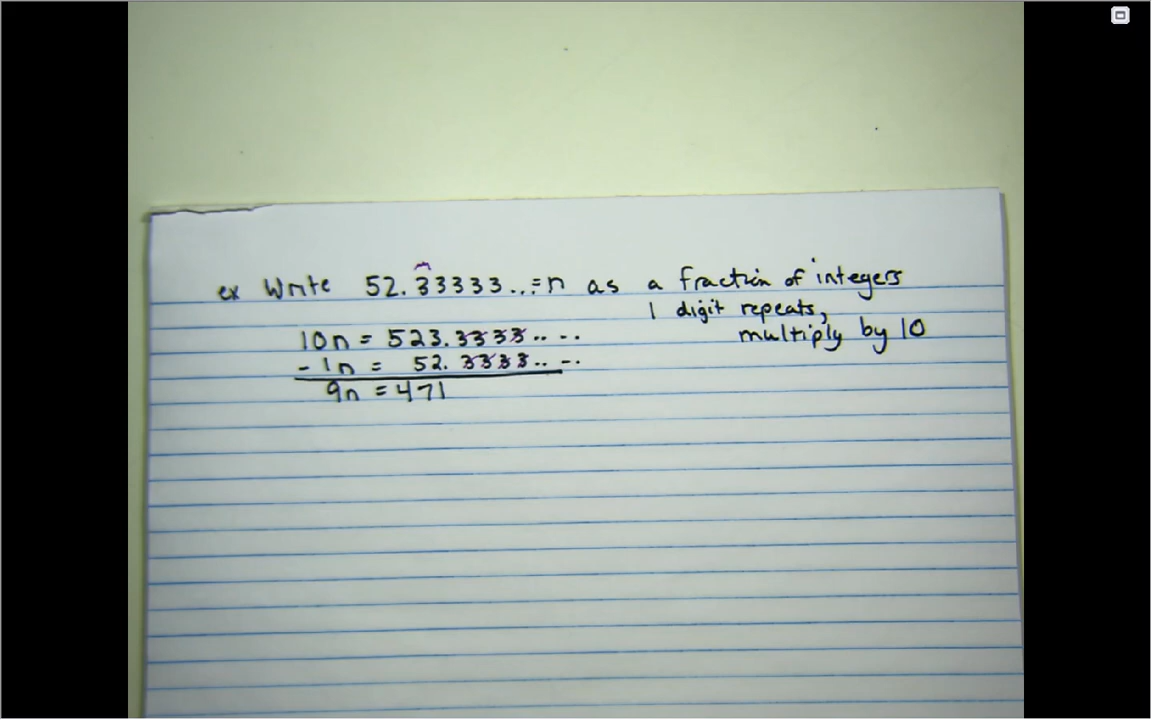 ex Write 52.33333...=n as a fraction of integers
1 digit repeats,
multiply by 10
10n = 523.3333.. -..
- 1n = 52.3333.. -..
9n = 471